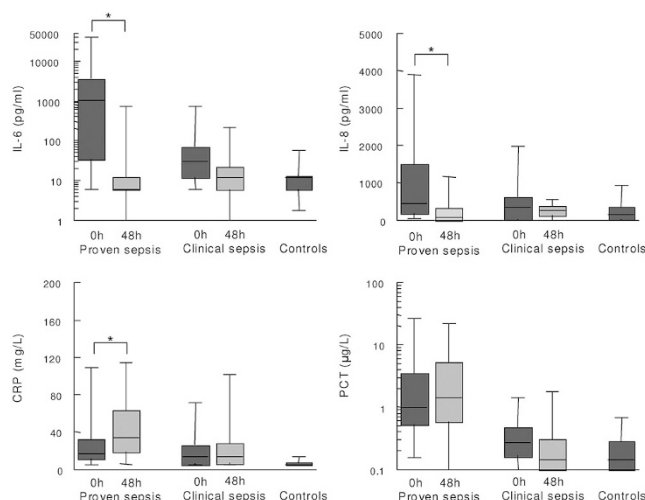 *
50000
10000
1000
100
10
1
IL-6 (pg/ml)
0h 48h 0h 48h
Proven sepsis Clinical sepsis Controls
*
5000
4000
3000
2000
1000
0
IL-8 (pg/ml)
0h 48h 0h 48h
Proven sepsis Clinical sepsis Controls
*
200
160
120
80
40
0
CRP (mg/L)
0h 48h 0h 48h
Proven sepsis Clinical sepsis Controls
100
10
1
0.1
PCT (µg/L)
0h 48h 0h 48h
Proven sepsis Clinical sepsis Controls